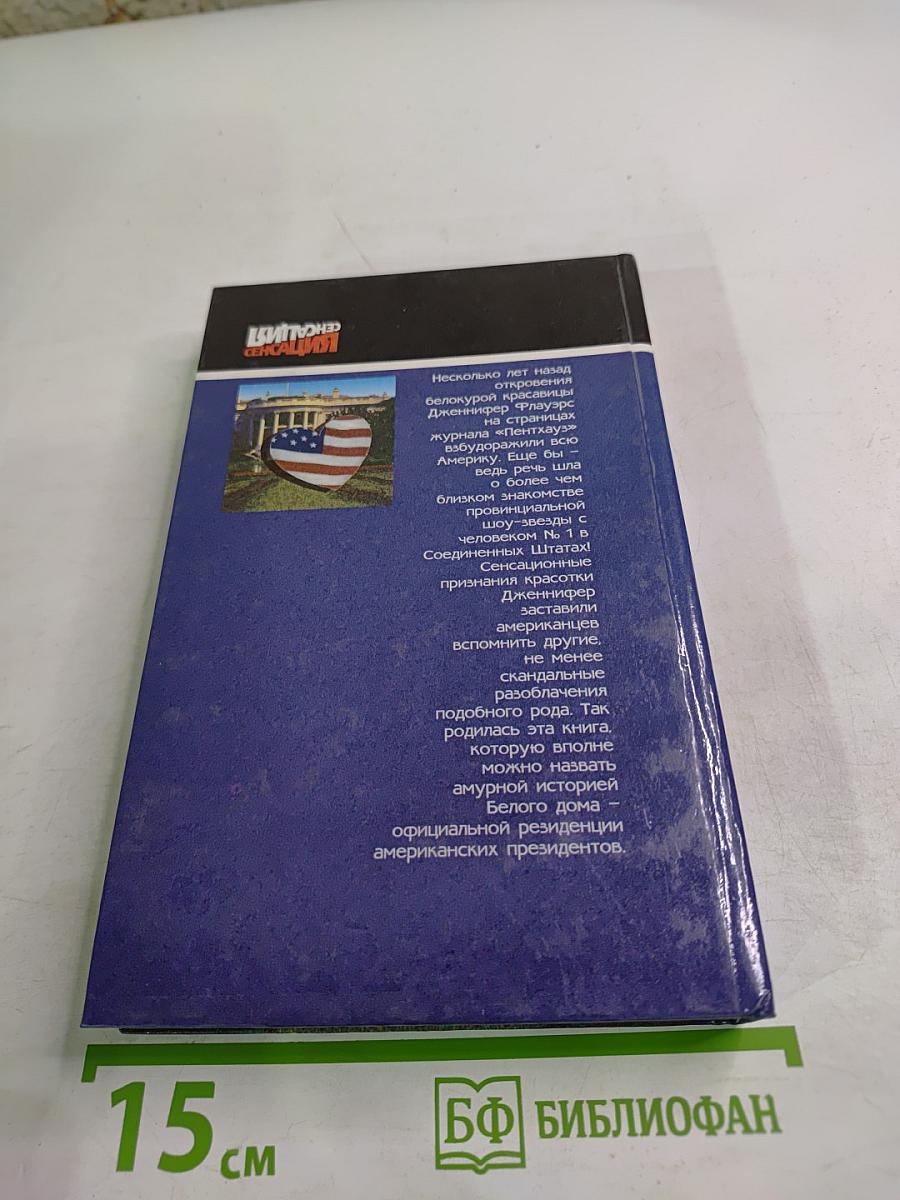 СЕНСАЦИЯ
СЕНСАЦИЯ
Несколько лет назад
откровения
белокурой красавицы
Дженнифер Флауэрс
на страницах
журнала «Пентхауз»
взбудоражили всю
Америку. Еще бы –
ведь речь шла
о более чем
близком знакомстве
провинциальной
шоу-звезды с
человеком № 1 в
Соединенных Штатах!
Сенсационные
признания красотки
Дженнифер
заставили
американцев
вспомнить другие,
не менее
скандальные
разоблачения
подобного рода. Так
родилась эта книга,
которую вполне
можно назвать
амурной историей
Белого дома –
официальной резиденции
американских президентов.
15 см
БФ БИБЛИОФАН